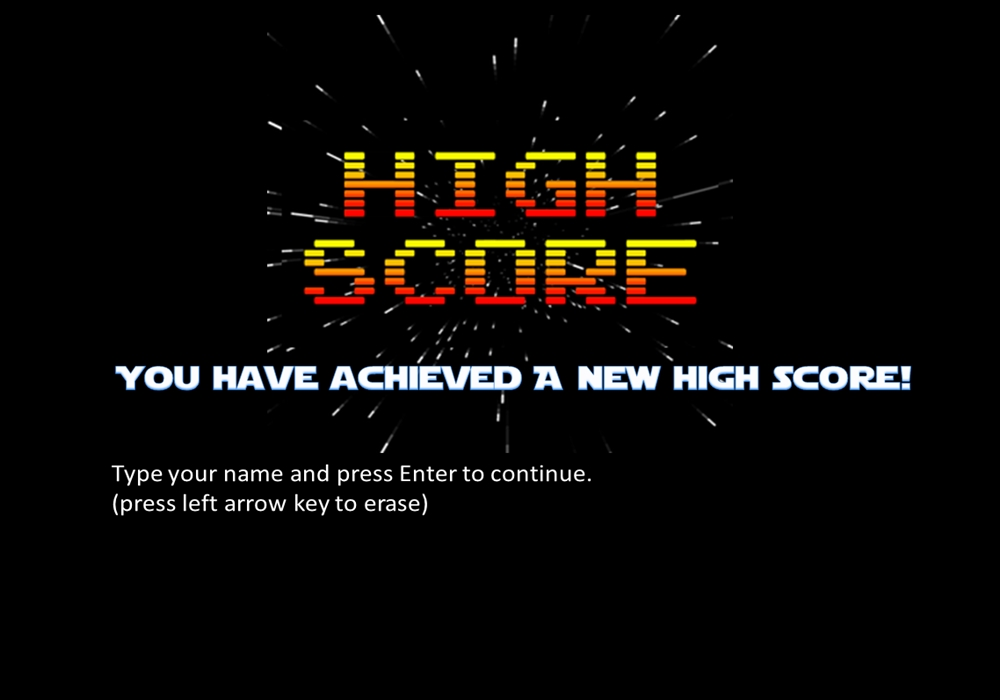 HIGH
SCORE
YOU HAVE ACHIEVED A NEW HIGH SCORE!
Type your name and press Enter to continue.
(press left arrow key to erase)